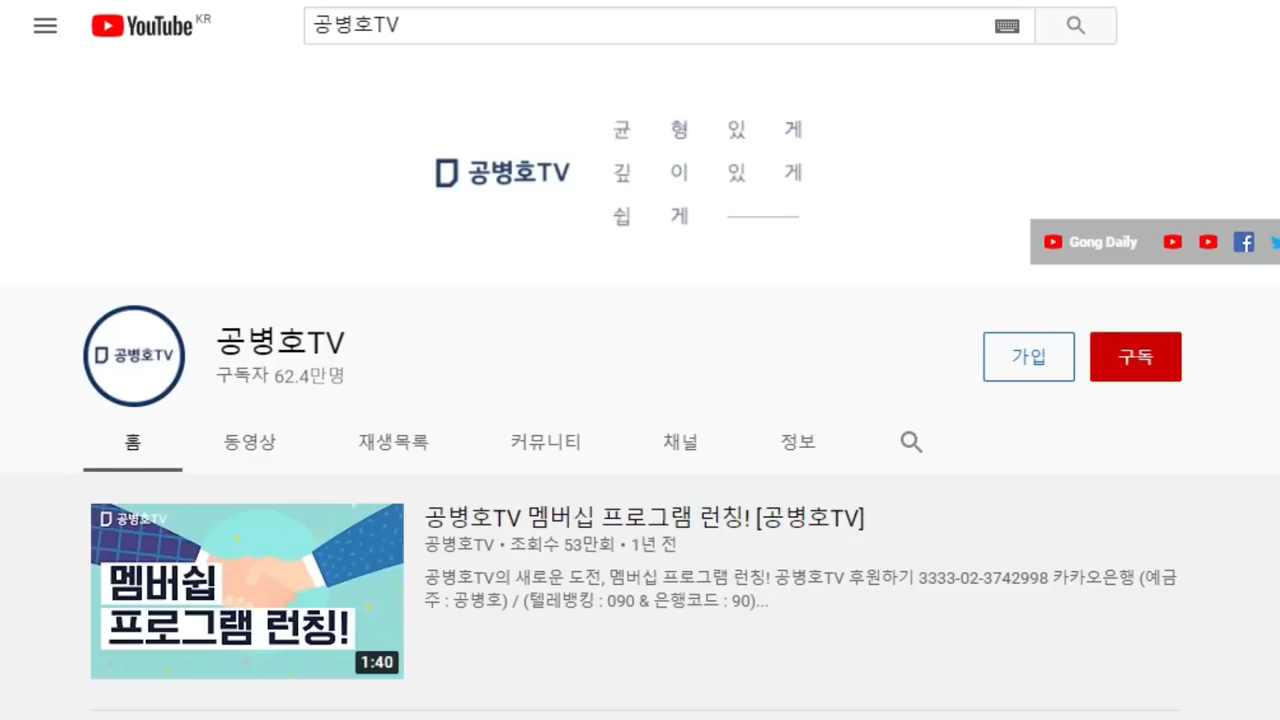 YouTube KR
공병호TV
균 형 있 게
공병호TV
깊 이 있 게
쉽 게
Gong Daily
공병호TV
공병호TV
구독자 62.4만명
가입
구독
홈
동영상
재생목록
커뮤니티
채널
정보
공병호TV
멤버쉽
프로그램 런칭!
1:40
공병호TV 멤버십 프로그램 런칭! [공병호TV]
공병호TV • 조회수 53만회 • 1년 전
공병호TV의 새로운 도전, 멤버십 프로그램 런칭! 공병호TV 후원하기 3333-02-3742998 카카오은행 (예금
주 : 공병호) / (텔레뱅킹 : 090 & 은행코드 : 90)...